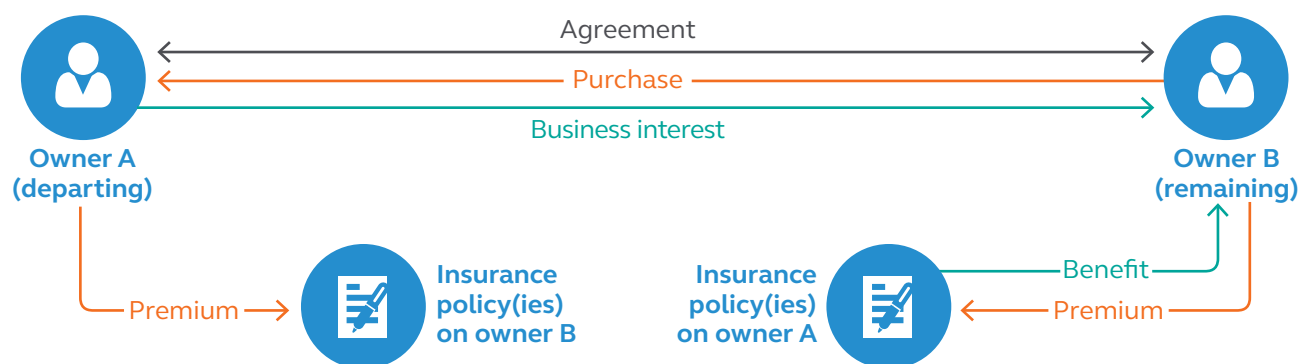 Agreement
Purchase
Business interest
Owner A
(departing)
Owner B
(remaining)
Premium
Insurance
policy(ies)
on owner B
Insurance
policy(ies)
on owner A
Benefit
Premium